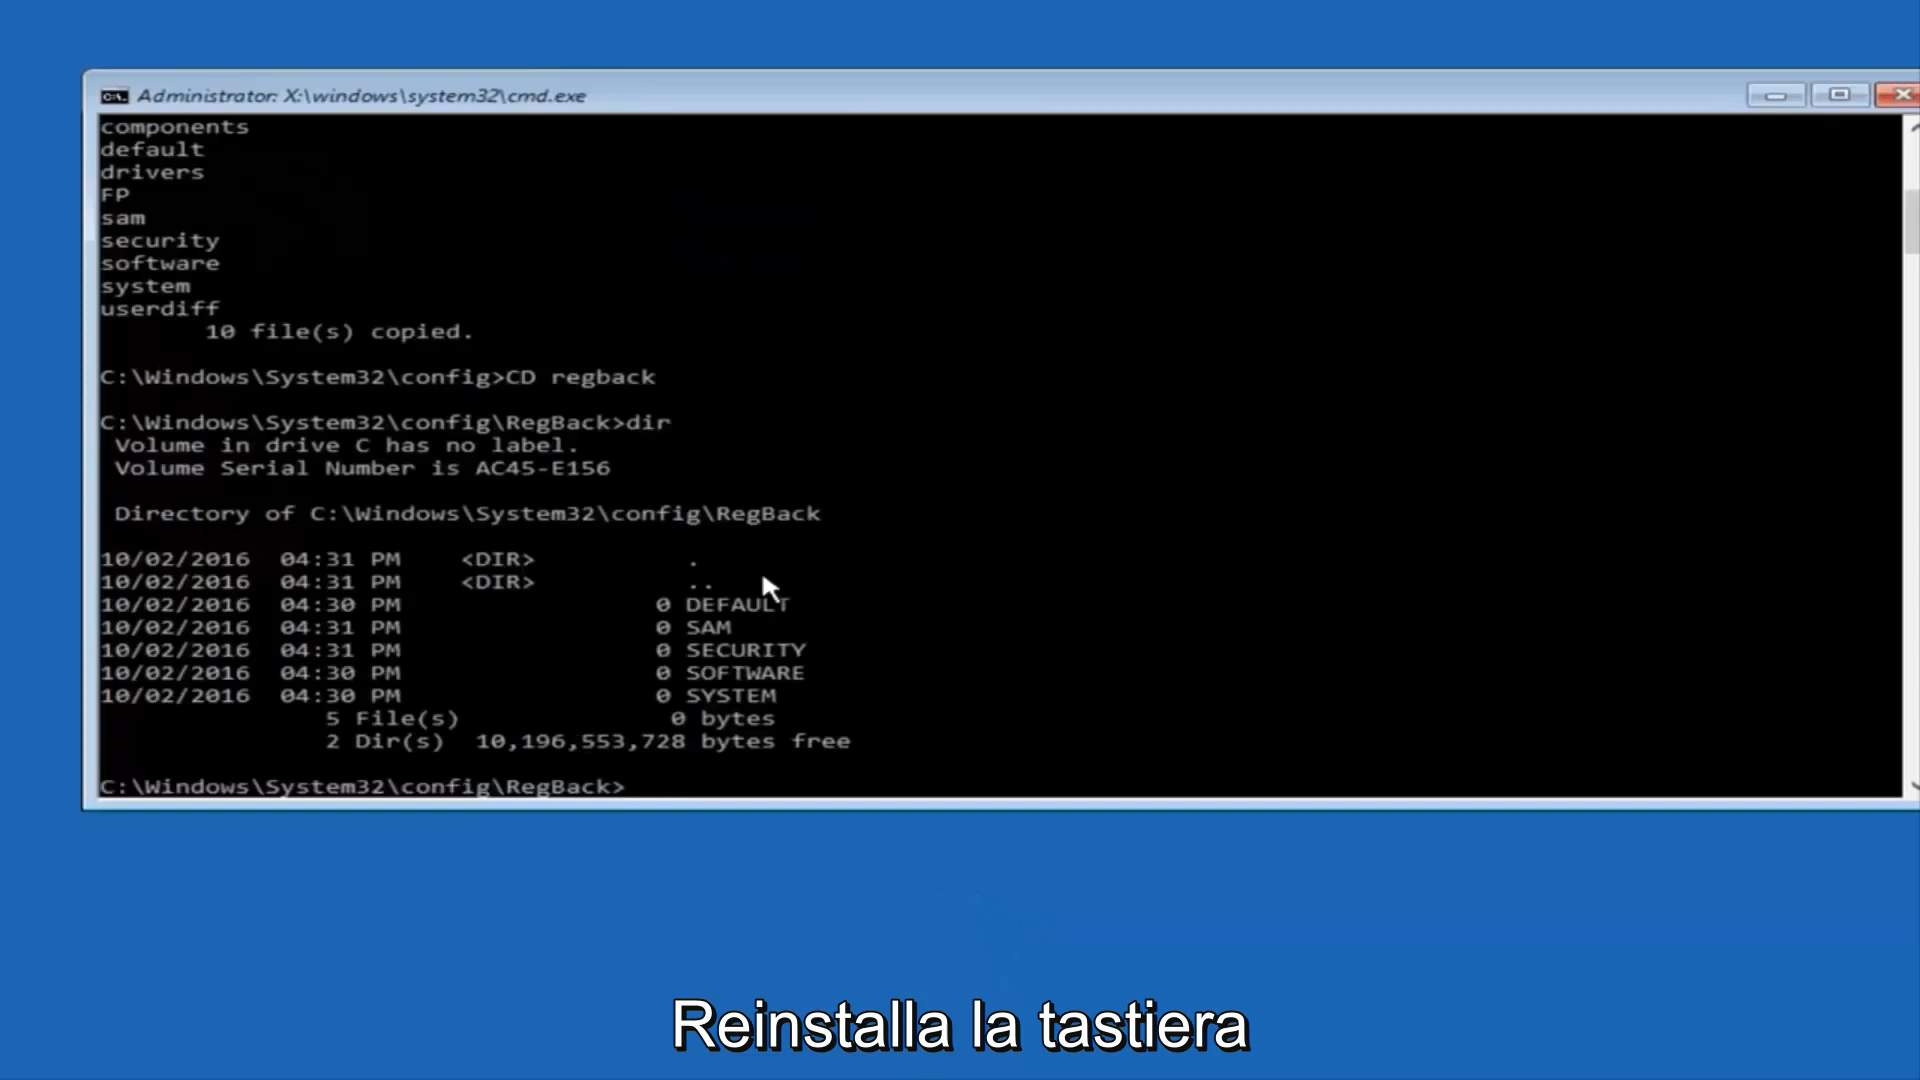 Administrator: X:\windows\system32\cmd.exe
components
default
drivers
FP
sam
security
software
system
userdiff
10 file(s) copied.
C:\Windows\System32\config>CD regback
C:\Windows\System32\config\RegBack>dir
Volume in drive C has no label.
Volume Serial Number is AC45-E156
Directory of C:\Windows\System32\config\RegBack
10/02/2016 04:31 PM <DIR> .
10/02/2016 04:31 PM <DIR> ..
10/02/2016 04:30 PM 0 DEFAULT
10/02/2016 04:31 PM 0 SAM
10/02/2016 04:31 PM 0 SECURITY
10/02/2016 04:30 PM 0 SOFTWARE
10/02/2016 04:30 PM 0 SYSTEM
5 File(s) 0 bytes
2 Dir(s) 10,196,553,728 bytes free
C:\Windows\System32\config\RegBack>
Reinstalla la tastiera